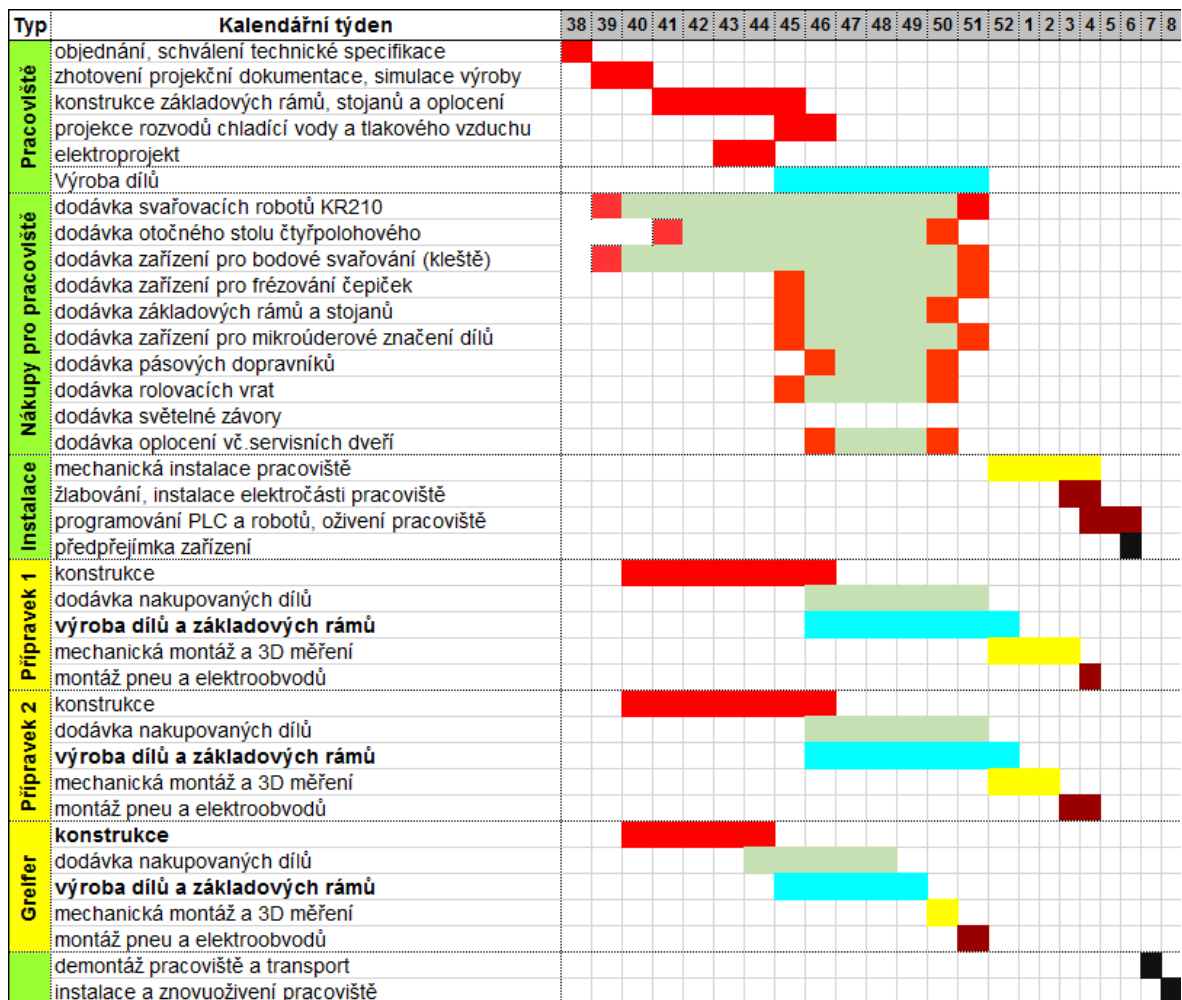 Typ Kalendářní týden 38 39 40 41 42 43 44 45 46 47 48 49 50 51 52 1 2 3 4 5 6 7 8
Pracoviště
objednání, schválení technické specifikace
zhotovení projekční dokumentace, simulace výroby
konstrukce základových rámů, stojanů a oplocení
projekce rozvodů chladící vody a tlakového vzduchu
elektroprojekt
Výroba dílů
Nákupy pro pracoviště
dodávka svařovacích robotů KR210
dodávka otočného stolu čtyřpolohového
dodávka zařízení pro bodové svařování (kleště)
dodávka zařízení pro frézování čepiček
dodávka základových rámů a stojanů
dodávka zařízení pro mikroúderové značení dílů
dodávka pásových dopravníků
dodávka rolovacích vrat
dodávka světelné závory
dodávka oplocení vč.servisních dveří
Instalace
mechanická instalace pracoviště
žlabování, instalace elektročásti pracoviště
programování PLC a robotů, oživení pracoviště
předpřejímka zařízení
Přípravek 1
konstrukce
dodávka nakupovaných dílů
výroba dílů a základových rámů
mechanická montáž a 3D měření
montáž pneu a elektroobvodů
Přípravek 2
konstrukce
dodávka nakupovaných dílů
výroba dílů a základových rámů
mechanická montáž a 3D měření
montáž pneu a elektroobvodů
Greifer
konstrukce
dodávka nakupovaných dílů
výroba dílů a základových rámů
mechanická montáž a 3D měření
montáž pneu a elektroobvodů
demontáž pracoviště a transport
instalace a znovuoživení pracoviště